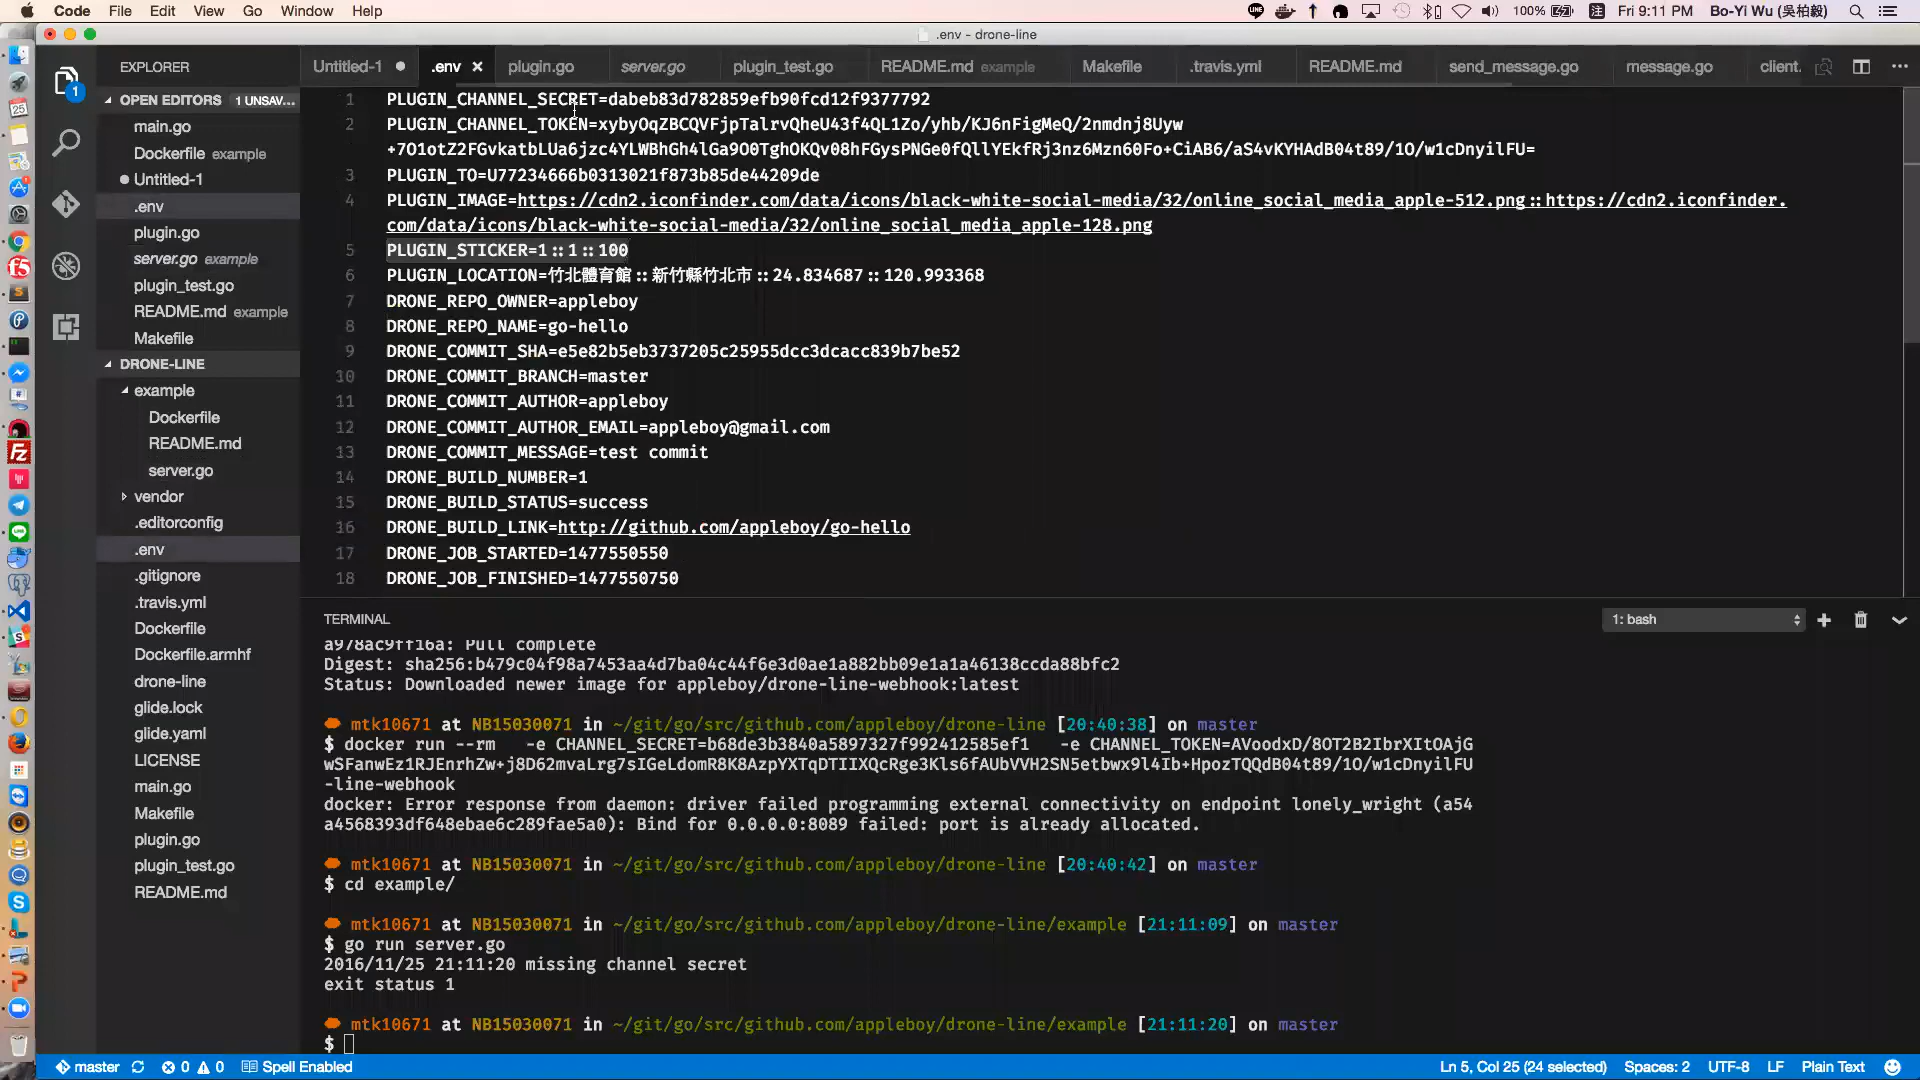 Code File Edit View Go Window Help 100% 注 Fri 9:11 PM Bo-Yi Wu (吳柏毅)
.env - drone-line
EXPLORER Untitled-1 .env plugin.go server.go plugin_test.go README.md example Makefile .travis.yml README.md send_message.go message.go client.
OPEN EDITORS 1 UNSAV...
main.go
Dockerfile example
Untitled-1
.env
plugin.go
server.go example
plugin_test.go
README.md example
Makefile
DRONE-LINE
example
Dockerfile
README.md
server.go
vendor
.editorconfig
.env
.gitignore
.travis.yml
Dockerfile
Dockerfile.armhf
drone-line
glide.lock
glide.yaml
LICENSE
main.go
Makefile
plugin.go
plugin_test.go
README.md
1 PLUGIN_CHANNEL_SECRET=dabeb83d782859efb90fcd12f9377792
2 PLUGIN_CHANNEL_TOKEN=xybyOqZBCQVFjpTalrvQheU43f4QL1Zo/yhb/KJ6nFigMeQ/2nmdnj8Uyw
+7O1otZ2FGvkatbLUa6jzc4YLWBhGh4lGa9O0TghOKQv08hFGysPNGe0fQllYEkfRj3nz6Mzn60Fo+CiAB6/aS4vKYHAdB04t89/1O/w1cDnyilFU=
3 PLUGIN_TO=U77234666b0313021f873b85de44209de
4 PLUGIN_IMAGE=https://cdn2.iconfinder.com/data/icons/black-white-social-media/32/online_social_media_apple-512.png::https://cdn2.iconfinder.
com/data/icons/black-white-social-media/32/online_social_media_apple-128.png
5 PLUGIN_STICKER=1::1::100
6 PLUGIN_LOCATION=竹北體育館::新竹縣竹北市::24.834687::120.993368
7 DRONE_REPO_OWNER=appleboy
8 DRONE_REPO_NAME=go-hello
9 DRONE_COMMIT_SHA=e5e82b5eb3737205c25955dcc3dcacc839b7be52
10 DRONE_COMMIT_BRANCH=master
11 DRONE_COMMIT_AUTHOR=appleboy
12 DRONE_COMMIT_AUTHOR_EMAIL=appleboy@gmail.com
13 DRONE_COMMIT_MESSAGE=test commit
14 DRONE_BUILD_NUMBER=1
15 DRONE_BUILD_STATUS=success
16 DRONE_BUILD_LINK=http://github.com/appleboy/go-hello
17 DRONE_JOB_STARTED=1477550550
18 DRONE_JOB_FINISHED=1477550750
TERMINAL 1: bash
a978ac9ff16a: Pull complete
Digest: sha256:b479c04f98a7453aa4d7ba04c44f6e3d0ae1a882bb09e1a1a46138ccda88bfc2
Status: Downloaded newer image for appleboy/drone-line-webhook:latest
mtk10671 at NB15030071 in ~/git/go/src/github.com/appleboy/drone-line [20:40:38] on master
$ docker run --rm -e CHANNEL_SECRET=b68de3b3840a5897327f992412585ef1 -e CHANNEL_TOKEN=AVoodxD/8OT2B2IbrXItOAjG
wSFanwEz1RJEnrhZw+j8D62mvaLrg7sIGeLdomR8K8AzpYXTqDTIIXQcRge3Kls6fAUbVVH2SN5etbwx9l4Ib+HpozTQQdB04t89/1O/w1cDnyilFU
-line-webhook
docker: Error response from daemon: driver failed programming external connectivity on endpoint lonely_wright (a54
a4568393df648ebae6c289fae5a0): Bind for 0.0.0.0:8089 failed: port is already allocated.
mtk10671 at NB15030071 in ~/git/go/src/github.com/appleboy/drone-line [20:40:42] on master
$ cd example/
mtk10671 at NB15030071 in ~/git/go/src/github.com/appleboy/drone-line/example [21:11:09] on master
$ go run server.go
2016/11/25 21:11:20 missing channel secret
exit status 1
mtk10671 at NB15030071 in ~/git/go/src/github.com/appleboy/drone-line/example [21:11:20] on master
$
master 0 0 Spell Enabled Ln 5, Col 25 (24 selected) Spaces: 2 UTF-8 LF Plain Text